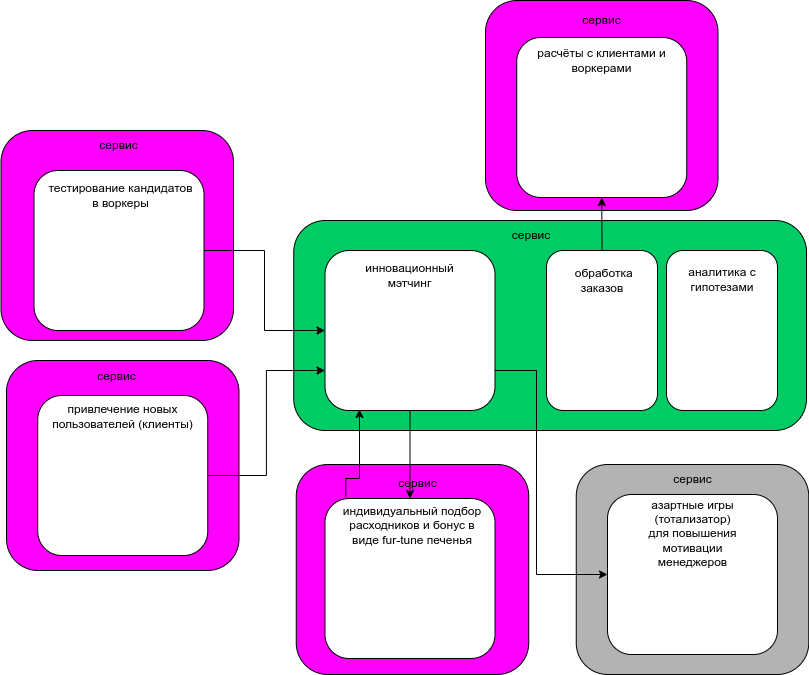 сервис
расчёты с клиентами и
воркерами
сервис
тестирование кандидатов
в воркеры
сервис
инновационный
мэтчинг
обработка
заказов
аналитика с
гипотезами
сервис
привлечение новых
пользователей (клиенты)
сервис
индивидуальный подбор
расходников и бонус в
виде fur-tune печенья
сервис
азартные игры
(тотализатор)
для повышения
мотивации
менеджеров